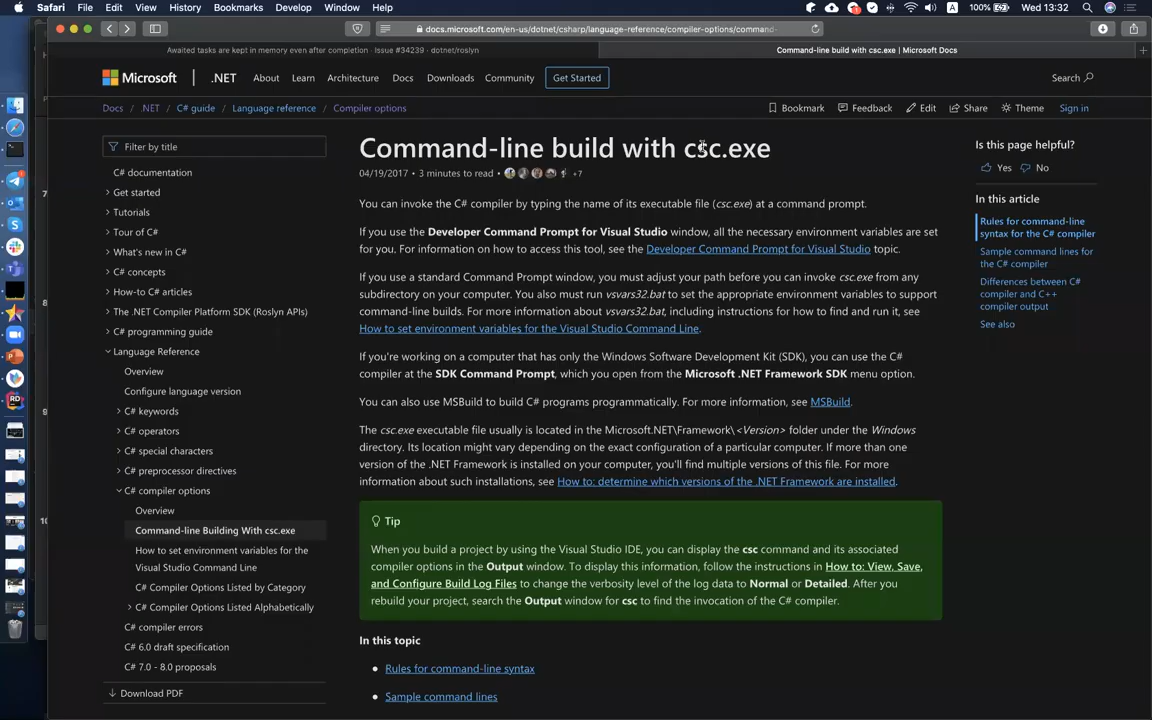 Safari File Edit View History Bookmarks Develop Window Help
A 100% Wed 13:32
docs.microsoft.com/en-us/dotnet/csharp/language-reference/compiler-options/command-
Awaited tasks are kept in memory even after completion · Issue #34239 · dotnet/roslyn
Command-line build with csc.exe | Microsoft Docs
Microsoft .NET About Learn Architecture Docs Downloads Community Get Started Search
Docs / .NET / C# guide / Language reference / Compiler options
Bookmark Feedback Edit Share Theme Sign in
Filter by title
C# documentation
Get started
Tutorials
Tour of C#
What's new in C#
C# concepts
How-to C# articles
The .NET Compiler Platform SDK (Roslyn APIs)
C# programming guide
Language Reference
Overview
Configure language version
C# keywords
C# operators
C# special characters
C# preprocessor directives
C# compiler options
Overview
Command-line Building With csc.exe
How to set environment variables for the
Visual Studio Command Line
C# Compiler Options Listed by Category
C# Compiler Options Listed Alphabetically
C# compiler errors
C# 6.0 draft specification
C# 7.0 - 8.0 proposals
Download PDF
Command-line build with csc.exe
04/19/2017 • 3 minutes to read • +7
You can invoke the C# compiler by typing the name of its executable file (csc.exe) at a command prompt.
If you use the Developer Command Prompt for Visual Studio window, all the necessary environment variables are set
for you. For information on how to access this tool, see the Developer Command Prompt for Visual Studio topic.
If you use a standard Command Prompt window, you must adjust your path before you can invoke csc.exe from any
subdirectory on your computer. You also must run vsvars32.bat to set the appropriate environment variables to support
command-line builds. For more information about vsvars32.bat, including instructions for how to find and run it, see
How to set environment variables for the Visual Studio Command Line.
If you're working on a computer that has only the Windows Software Development Kit (SDK), you can use the C#
compiler at the SDK Command Prompt, which you open from the Microsoft .NET Framework SDK menu option.
You can also use MSBuild to build C# programs programmatically. For more information, see MSBuild.
The csc.exe executable file usually is located in the Microsoft.NET\Framework\<Version> folder under the Windows
directory. Its location might vary depending on the exact configuration of a particular computer. If more than one
version of the .NET Framework is installed on your computer, you'll find multiple versions of this file. For more
information about such installations, see How to: determine which versions of the .NET Framework are installed.
Tip
When you build a project by using the Visual Studio IDE, you can display the csc command and its associated
compiler options in the Output window. To display this information, follow the instructions in How to: View, Save,
and Configure Build Log Files to change the verbosity level of the log data to Normal or Detailed. After you
rebuild your project, search the Output window for csc to find the invocation of the C# compiler.
In this topic
• Rules for command-line syntax
• Sample command lines
Is this page helpful?
Yes No
In this article
Rules for command-line
syntax for the C# compiler
Sample command lines for
the C# compiler
Differences between C#
compiler and C++
compiler output
See also